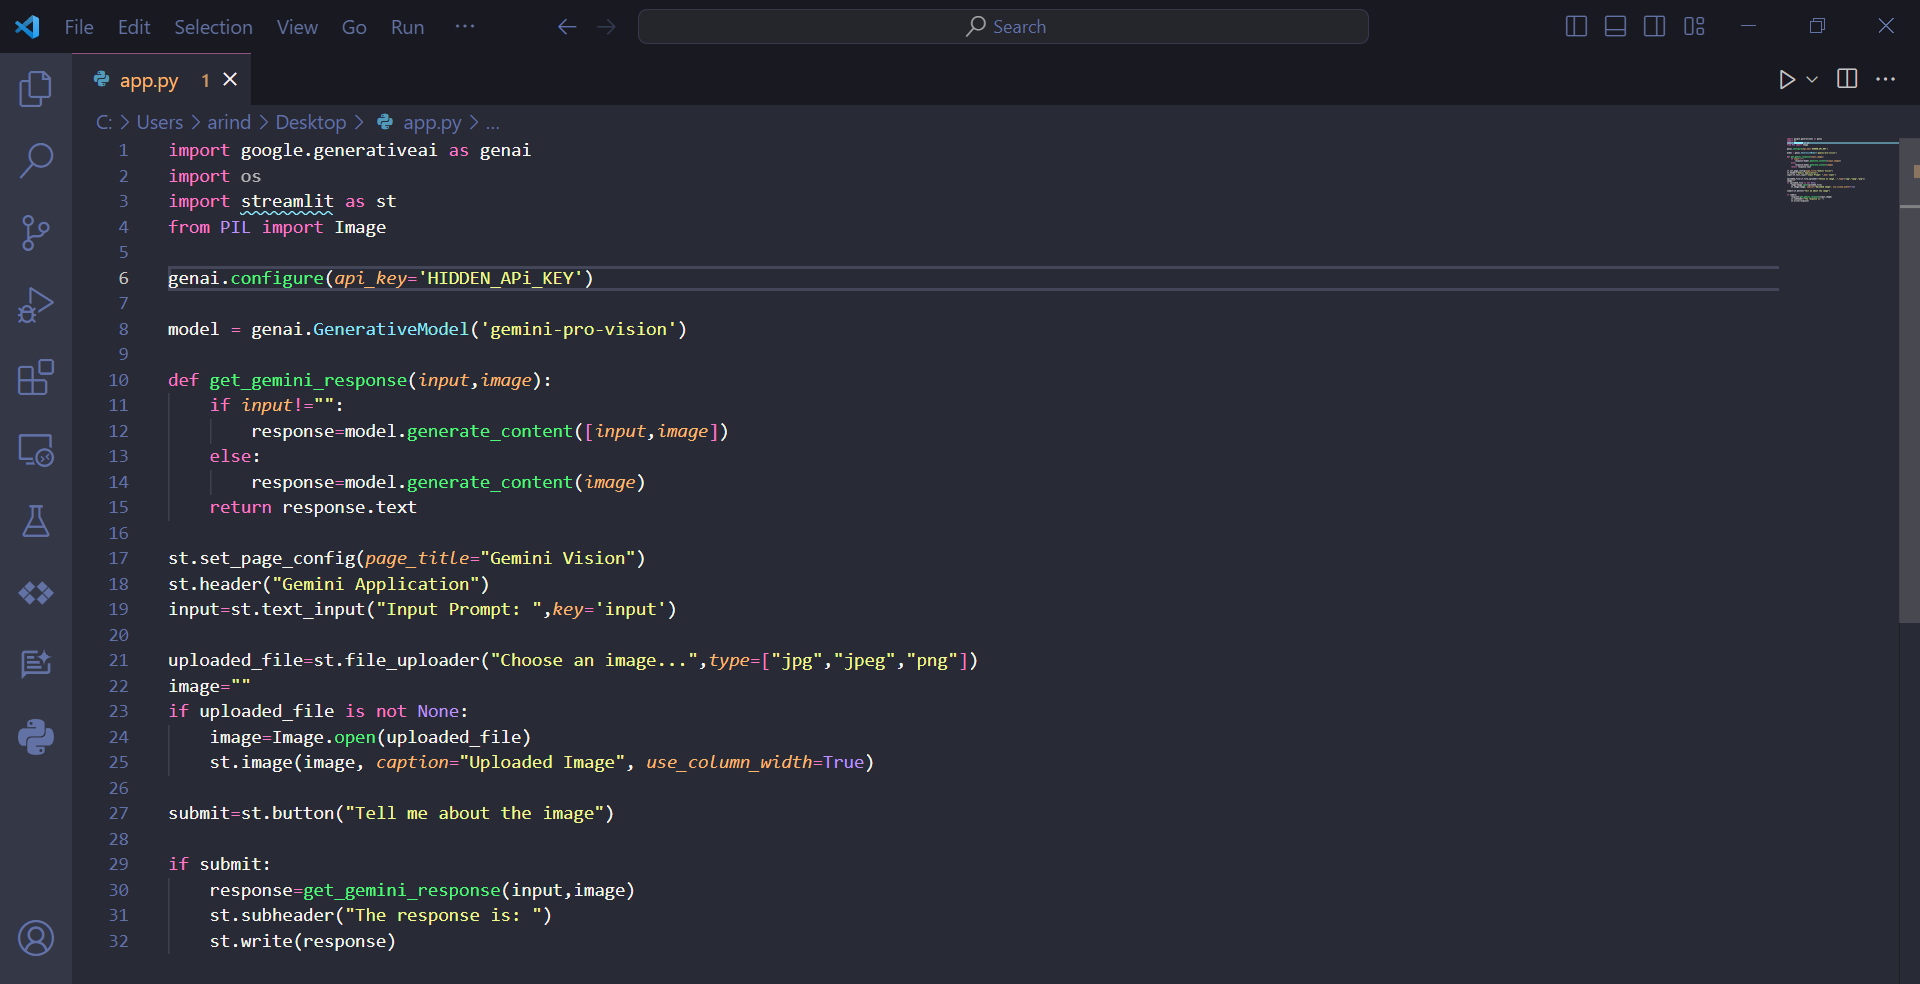 File Edit Selection View Go Run ··· Search
app.py 1
C: > Users > arind > Desktop > app.py > ...
1 import google.generativeai as genai
2 import os
3 import streamlit as st
4 from PIL import Image
5
6 genai.configure(api_key='HIDDEN_APi_KEY')
7
8 model = genai.GenerativeModel('gemini-pro-vision')
9
10 def get_gemini_response(input,image):
11     if input!="":
12         response=model.generate_content([input,image])
13     else:
14         response=model.generate_content(image)
15     return response.text
16
17 st.set_page_config(page_title="Gemini Vision")
18 st.header("Gemini Application")
19 input=st.text_input("Input Prompt: ",key='input')
20
21 uploaded_file=st.file_uploader("Choose an image...",type=["jpg","jpeg","png"])
22 image=""
23 if uploaded_file is not None:
24     image=Image.open(uploaded_file)
25     st.image(image, caption="Uploaded Image", use_column_width=True)
26
27 submit=st.button("Tell me about the image")
28
29 if submit:
30     response=get_gemini_response(input,image)
31     st.subheader("The response is: ")
32     st.write(response)